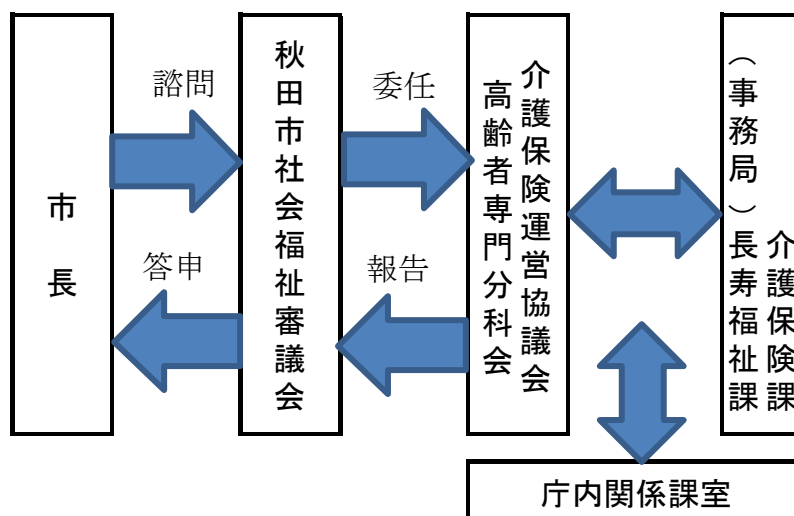 市長
諮問
答申
秋田市社会福祉審議会
委任
報告
介護保険運営協議会
高齢者専門分科会
介護保険課
（事務局）長寿福祉課
庁内関係課室